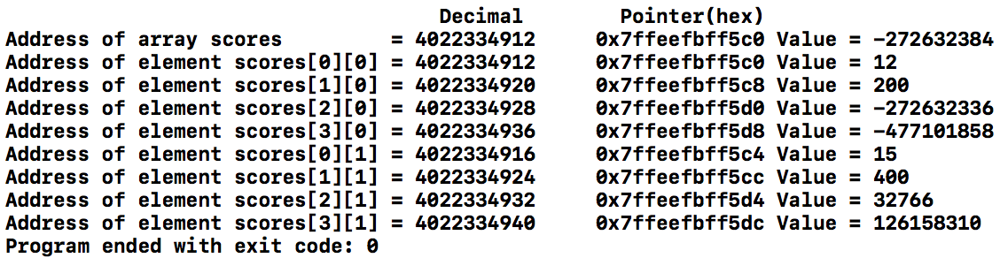 Decimal Pointer(hex)
Address of array scores = 4022334912 0x7ffeefbff5c0 Value = -272632384
Address of element scores[0][0] = 4022334912 0x7ffeefbff5c0 Value = 12
Address of element scores[1][0] = 4022334920 0x7ffeefbff5c8 Value = 200
Address of element scores[2][0] = 4022334928 0x7ffeefbff5d0 Value = -272632336
Address of element scores[3][0] = 4022334936 0x7ffeefbff5d8 Value = -477101858
Address of element scores[0][1] = 4022334916 0x7ffeefbff5c4 Value = 15
Address of element scores[1][1] = 4022334924 0x7ffeefbff5cc Value = 400
Address of element scores[2][1] = 4022334932 0x7ffeefbff5d4 Value = 32766
Address of element scores[3][1] = 4022334940 0x7ffeefbff5dc Value = 126158310
Program ended with exit code: 0